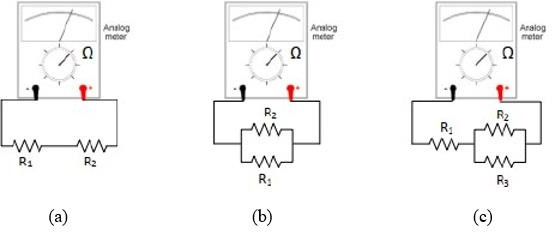 Analog
meter
Ω
- +
R1 R2
(a)
Analog
meter
Ω
- +
R2
R1
(b)
Analog
meter
Ω
- +
R1
R2
R3
(c)